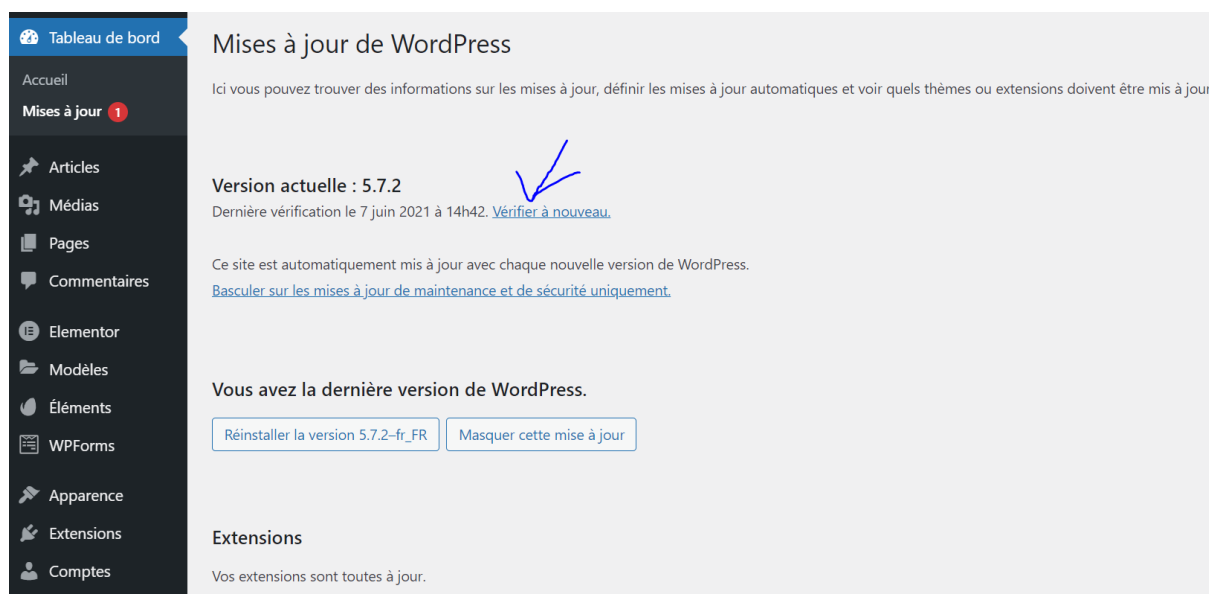 Tableau de bord
Accueil
Mises à jour 1
Articles
Médias
Pages
Commentaires
Elementor
Modèles
Éléments
WPForms
Apparence
Extensions
Comptes
Mises à jour de WordPress
Ici vous pouvez trouver des informations sur les mises à jour, définir les mises à jour automatiques et voir quels thèmes ou extensions doivent être mis à jour
Version actuelle : 5.7.2
Dernière vérification le 7 juin 2021 à 14h42. Vérifier à nouveau.
Ce site est automatiquement mis à jour avec chaque nouvelle version de WordPress.
Basculer sur les mises à jour de maintenance et de sécurité uniquement.
Vous avez la dernière version de WordPress.
Réinstaller la version 5.7.2–fr_FR Masquer cette mise à jour
Extensions
Vos extensions sont toutes à jour.